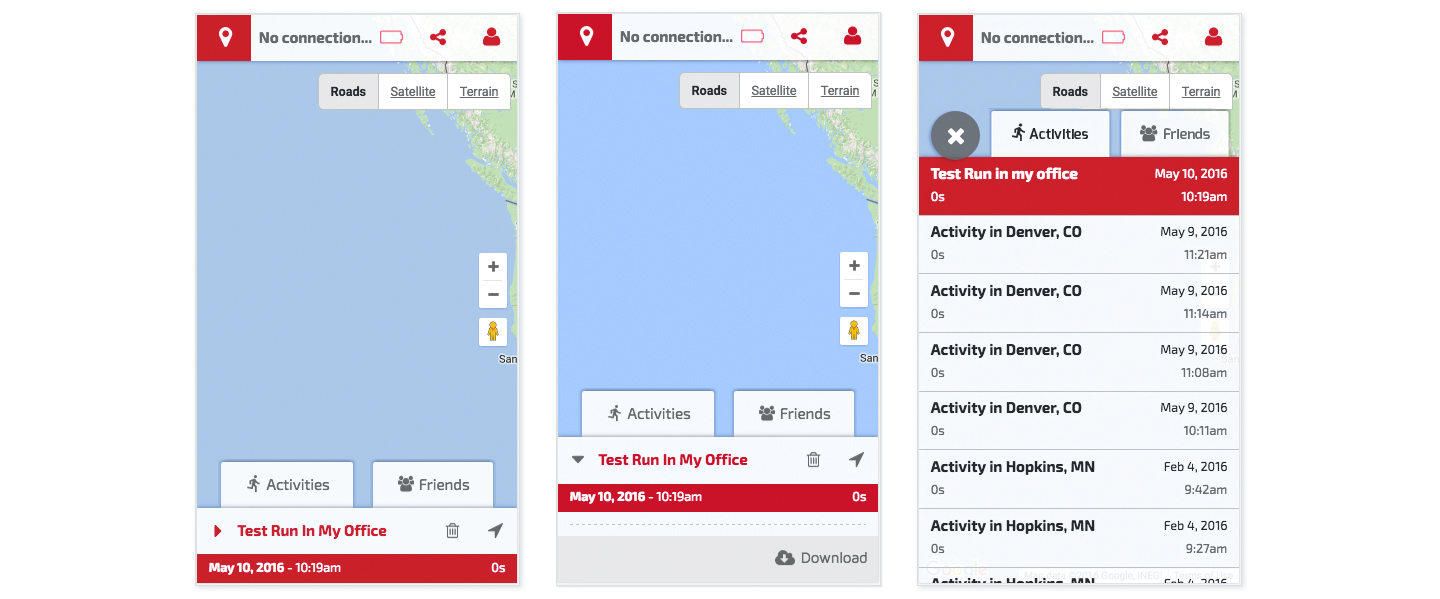 No connection...
Roads Satellite Terrain
S
M
San
Activities Friends
Test Run In My Office
May 10, 2016 - 10:19am 0s
No connection...
Roads Satellite Terrain
S
M
San
Activities Friends
Test Run In My Office
May 10, 2016 - 10:19am 0s
Download
No connection...
Roads Satellite Terrain
Activities Friends
Test Run in my office May 10, 2016
0s 10:19am
Activity in Denver, CO May 9, 2016
0s 11:21am
Activity in Denver, CO May 9, 2016
0s 11:14am
Activity in Denver, CO May 9, 2016
0s 11:08am
Activity in Denver, CO May 9, 2016
0s 10:11am
Activity in Hopkins, MN Feb 4, 2016
0s 9:42am
Activity in Hopkins, MN Feb 4, 2016
0s 9:27am
Google
Activity in Hopkins, MN Feb 4, 2016